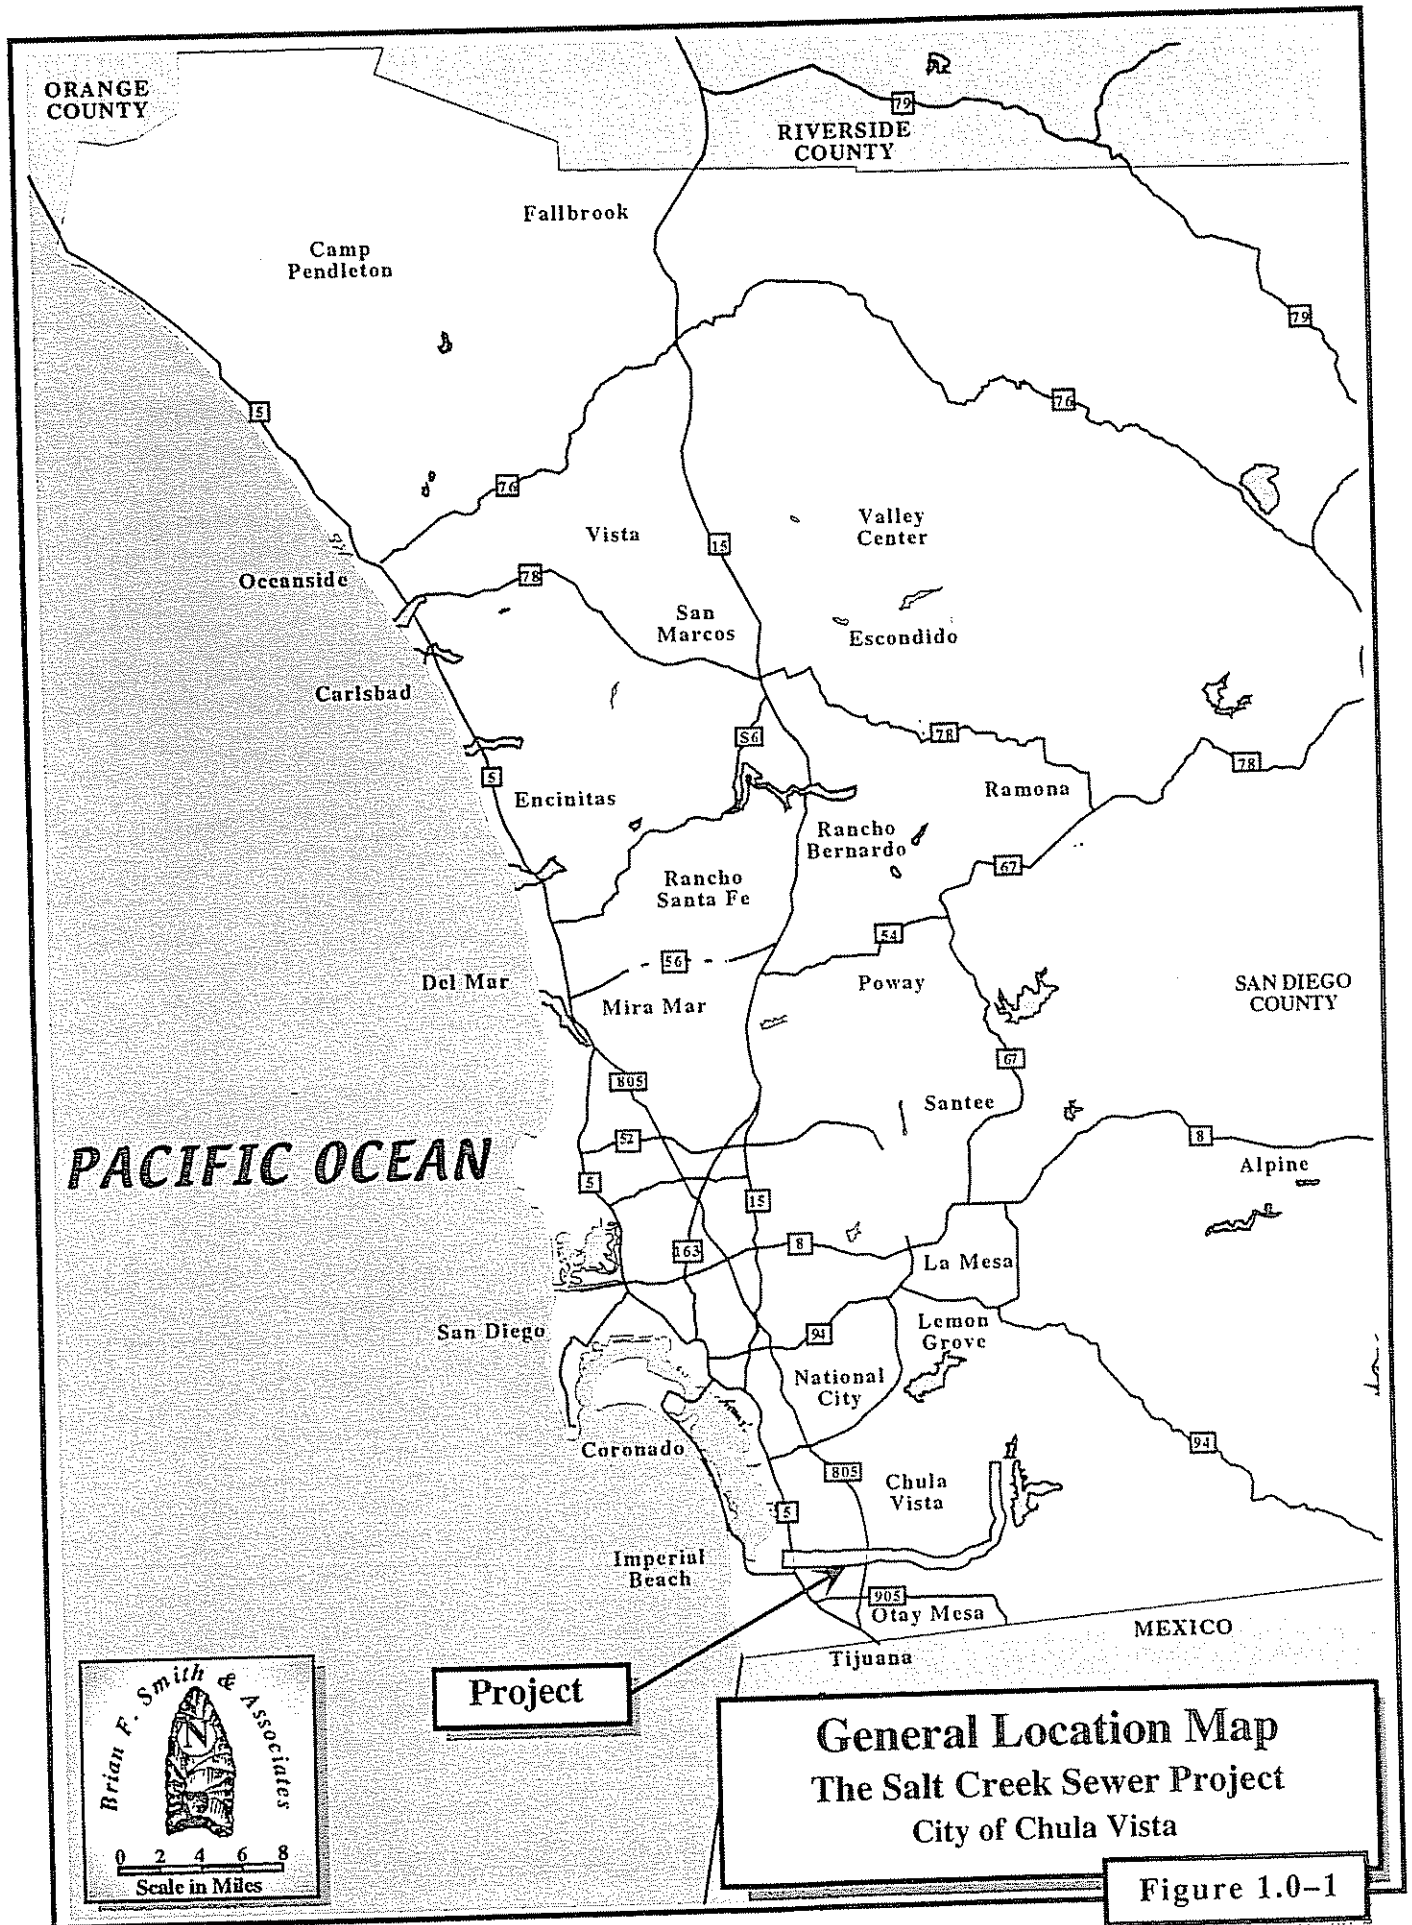 ORANGE
COUNTY
79
RIVERSIDE
COUNTY
Fallbrook
Camp
Pendleton
79
5
76
76
Vista
15
Valley
Center
Oceanside
78
San
Marcos
Escondido
Carlsbad
S6
78
78
5
Encinitas
Ramona
Rancho
Bernardo
67
Rancho
Santa Fe
54
56
Del Mar
Mira Mar
Poway
SAN DIEGO
COUNTY
67
805
Santee
52
8
PACIFIC OCEAN
Alpine
5
15
163
8
La Mesa
San Diego
94
Lemon
Grove
National
City
Coronado
94
805
Chula
Vista
5
Imperial
Beach
905
Otay Mesa
MEXICO
Tijuana
Project
Brian F. Smith & Associates
N
0 2 4 6 8
Scale in Miles
General Location Map
The Salt Creek Sewer Project
City of Chula Vista
Figure 1.0–1